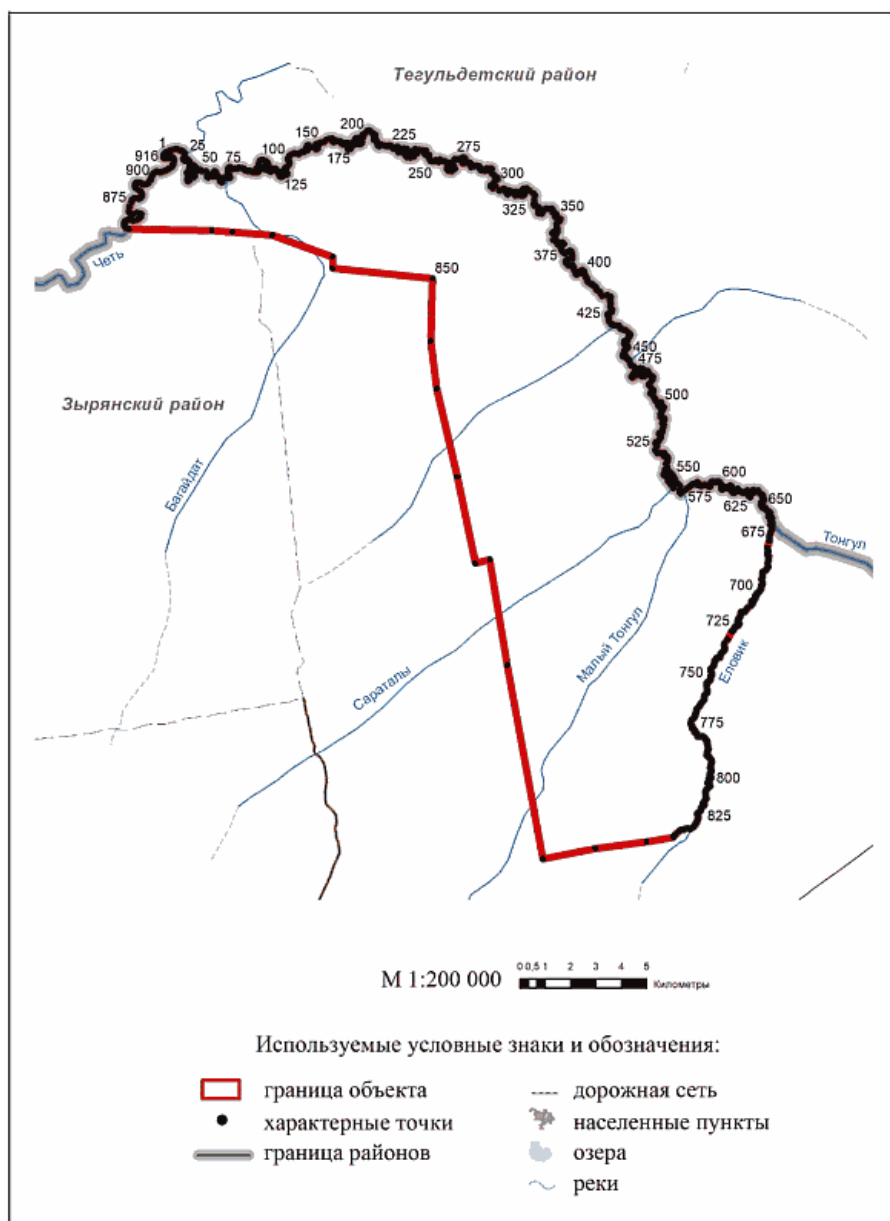 Тегульдетский район
1
25
50
75
100
125
150
175
200
225
250
275
300
325
350
375
400
425
450
475
500
525
550
575
600
625
650
675
700
725
750
775
800
825
850
875
900
916
Четь
Зырянский район
Багайдат
Тонгул
Малый Тонгул
Еловик
Сараталы
М 1:200 000
0 0,5 1 2 3 4 5
Километры
Используемые условные знаки и обозначения:
граница объекта
характерные точки
граница районов
дорожная сеть
населенные пункты
озера
реки